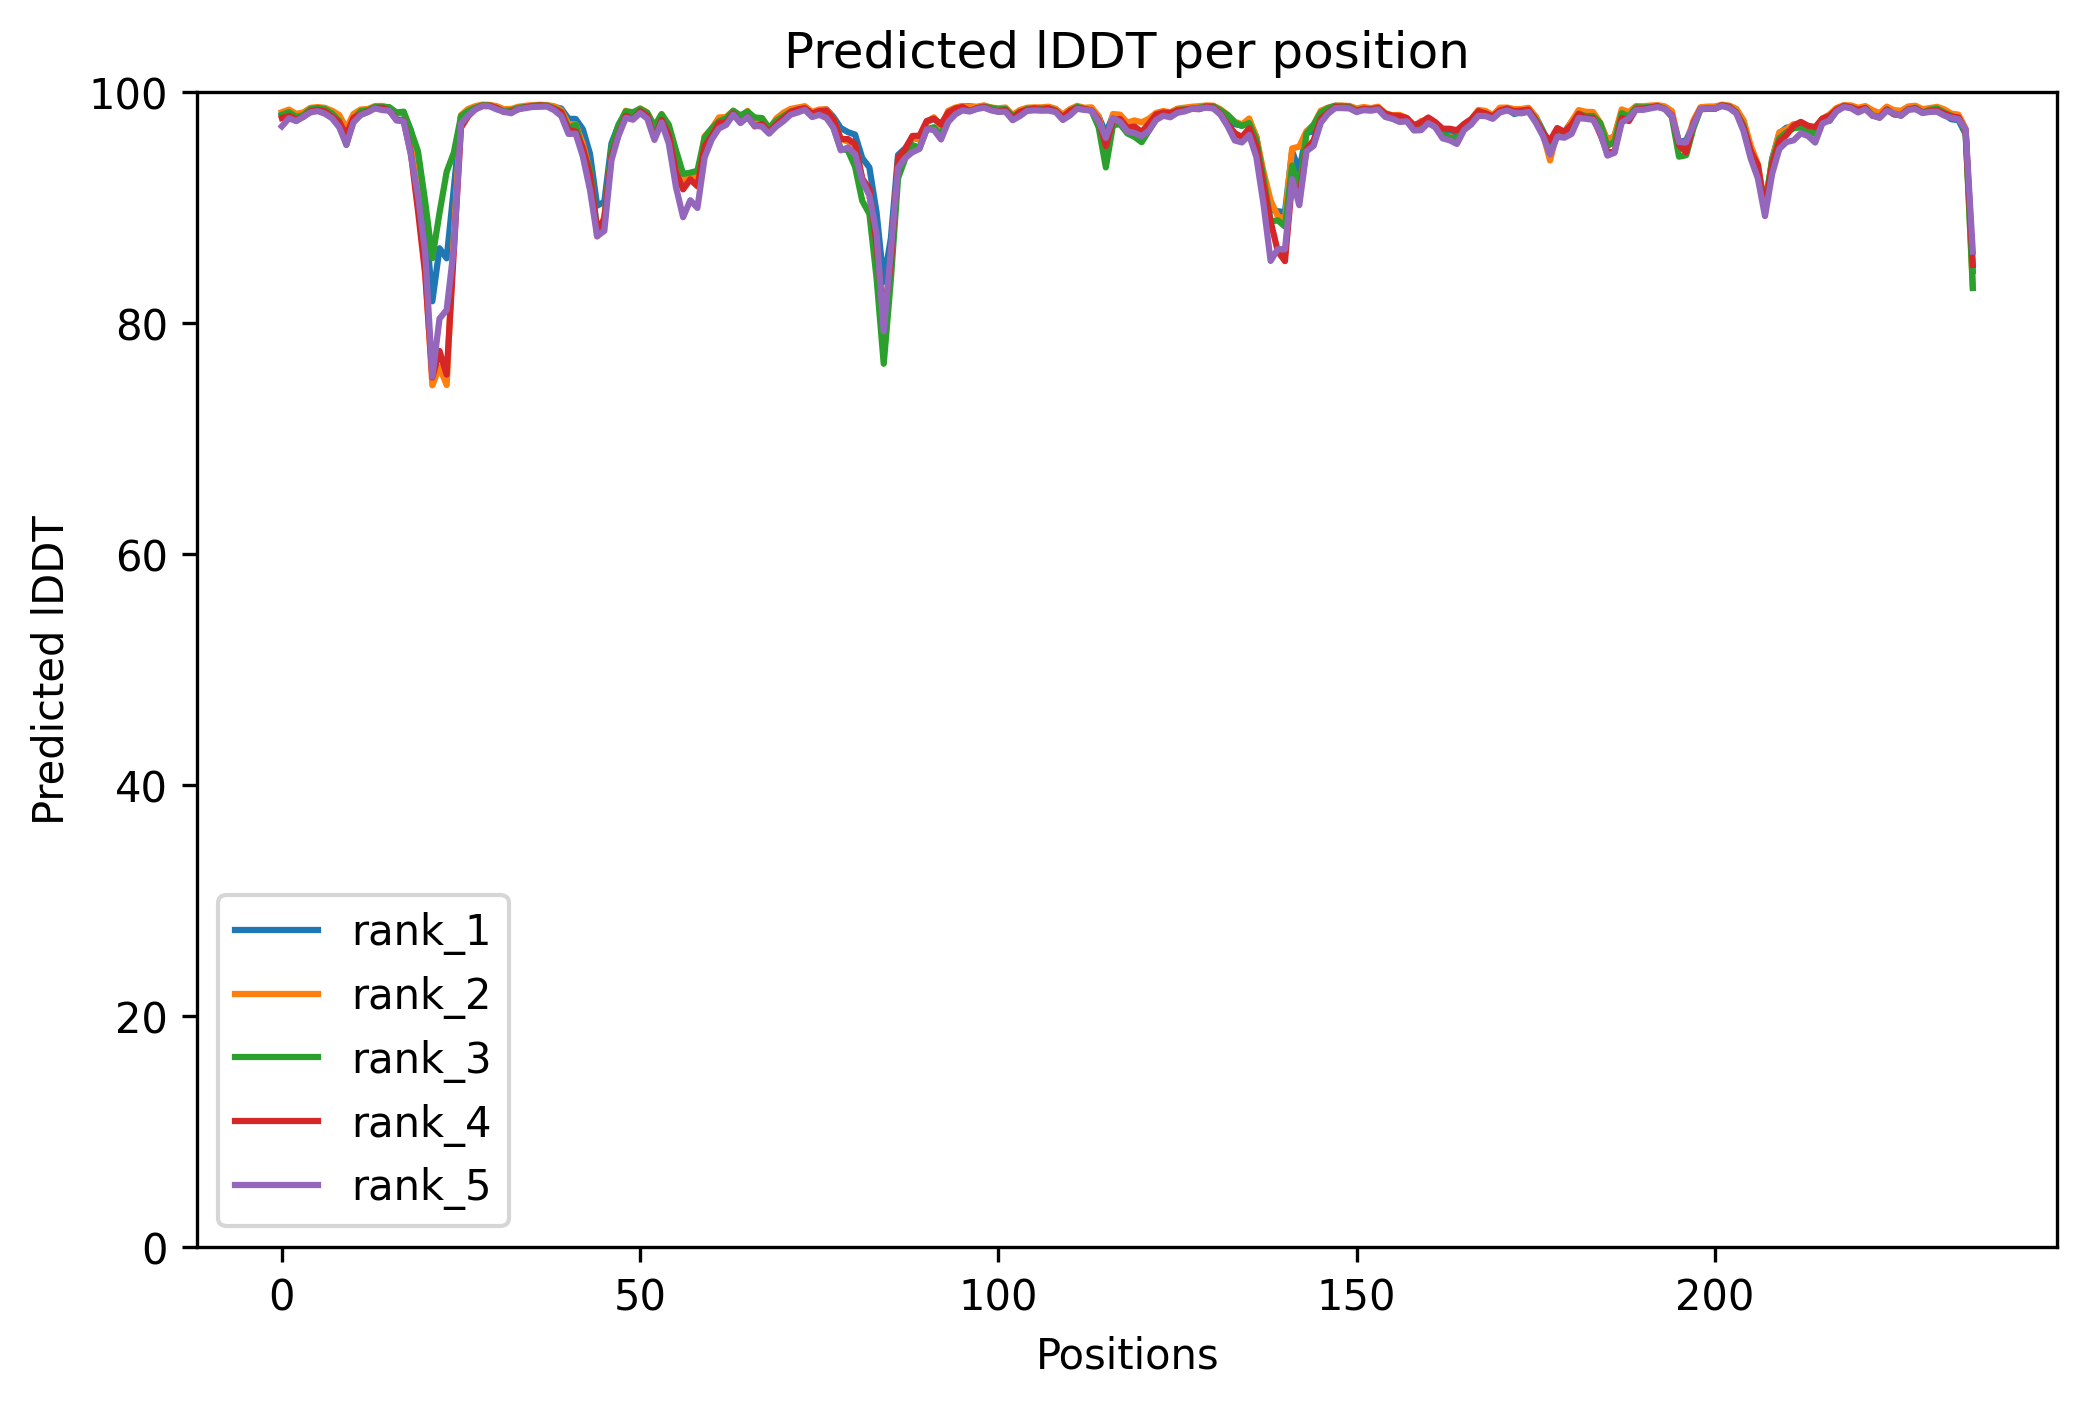 Predicted lDDT per position
100
80
60
40
20
0
Predicted lDDT
rank_1
rank_2
rank_3
rank_4
rank_5
0 50 100 150 200
Positions